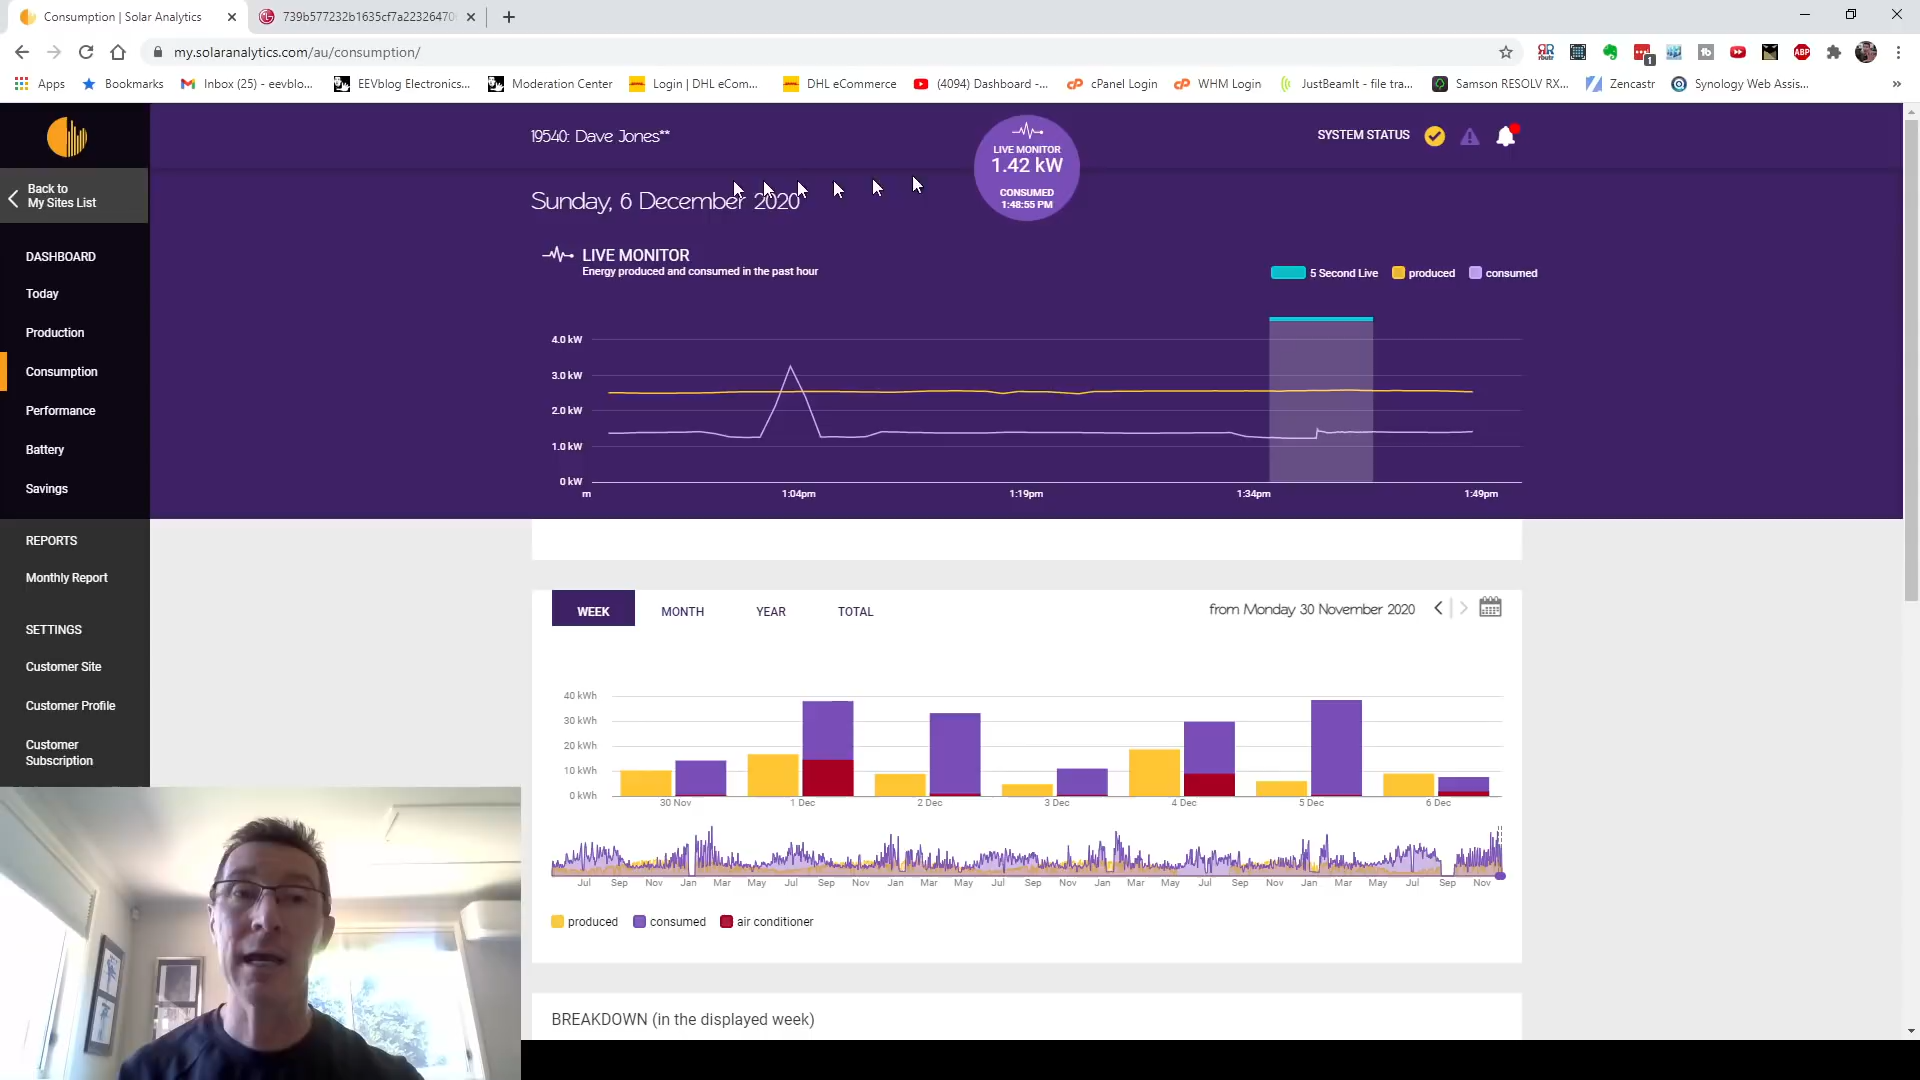 Consumption | Solar Analytics
739b577232b1635cf7a22326470
my.solaranalytics.com/au/consumption/
Apps
Bookmarks
Inbox (25) - eevblo...
EEVblog Electronics...
Moderation Center
Login | DHL eCom...
DHL eCommerce
(4094) Dashboard -...
cPanel Login
WHM Login
JustBeamIt - file tra...
Samson RESOLV RX...
Zencastr
Synology Web Assis...
»
Back to
My Sites List
DASHBOARD
Today
Production
Consumption
Performance
Battery
Savings
REPORTS
Monthly Report
SETTINGS
Customer Site
Customer Profile
Customer
Subscription
19540: Dave Jones**
LIVE MONITOR
1.42 kW
CONSUMED
1:48:55 PM
SYSTEM STATUS
Sunday, 6 December 2020
LIVE MONITOR
Energy produced and consumed in the past hour
5 Second Live produced consumed
4.0 kW
3.0 kW
2.0 kW
1.0 kW
0 kW
m 1:04pm 1:19pm 1:34pm 1:49pm
WEEK MONTH YEAR TOTAL
from Monday 30 November 2020
40 kWh
30 kWh
20 kWh
10 kWh
0 kWh
30 Nov 1 Dec 2 Dec 3 Dec 4 Dec 5 Dec 6 Dec
Jul Sep Nov Jan Mar May Jul Sep Nov Jan Mar May Jul Sep Nov Jan Mar May Jul Sep Nov Jan Mar May Jul Sep Nov
produced consumed air conditioner
BREAKDOWN (in the displayed week)